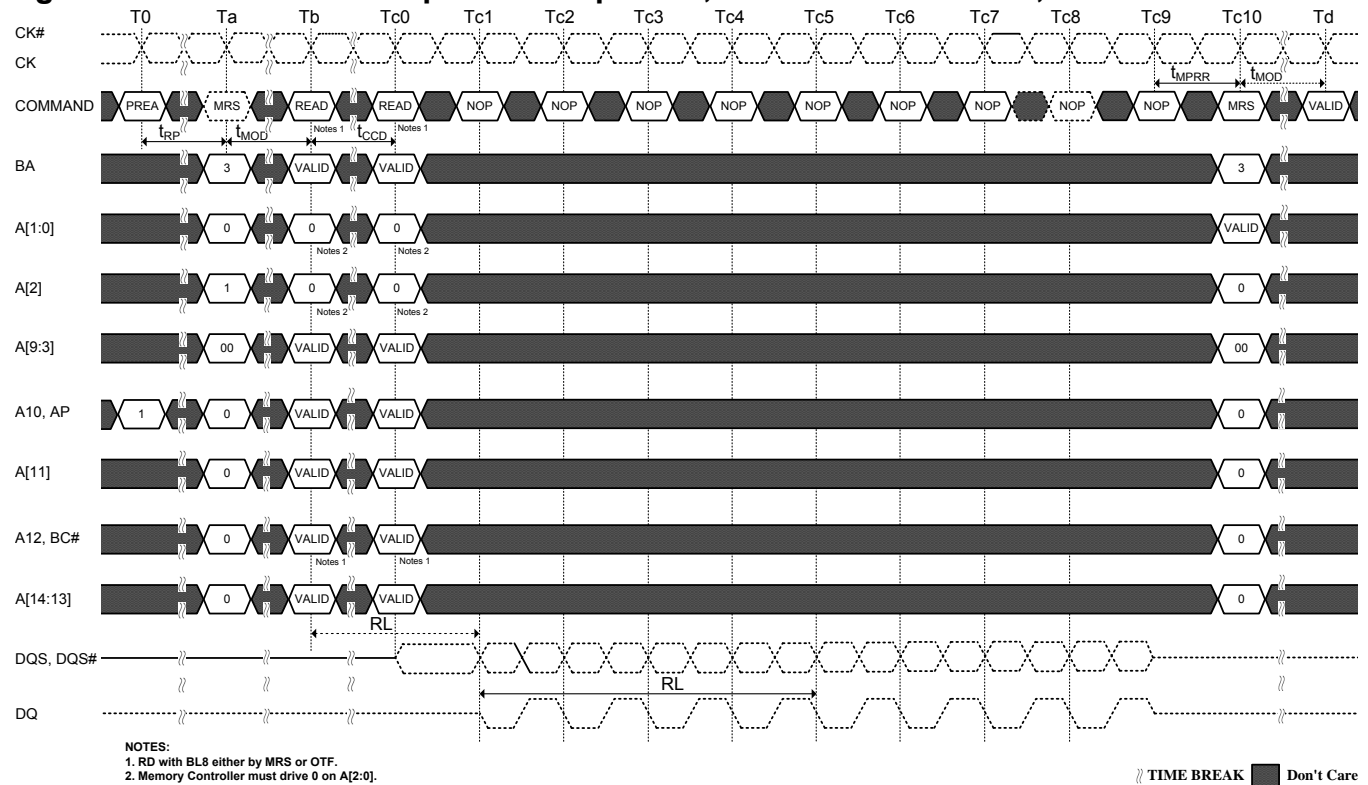 T0 Ta Tb Tc0 Tc1 Tc2 Tc3 Tc4 Tc5 Tc6 Tc7 Tc8 Tc9 Tc10 Td
CK#
CK
tMPRR tMOD
COMMAND PREA MRS READ READ NOP NOP NOP NOP NOP NOP NOP NOP NOP MRS VALID
Notes 1 Notes 1
tRP tMOD tCCD
BA 3 VALID VALID 3
A[1:0] 0 0 0 VALID
Notes 2 Notes 2
A[2] 1 0 0 0
Notes 2 Notes 2
A[9:3] 00 VALID VALID 00
A10, AP 1 0 VALID VALID 0
A[11] 0 VALID VALID 0
A12, BC# 0 VALID VALID 0
Notes 1 Notes 1
A[14:13] 0 VALID VALID 0
RL
DQS, DQS#
RL
DQ
NOTES:
1. RD with BL8 either by MRS or OTF.
2. Memory Controller must drive 0 on A[2:0].
TIME BREAK Don't Care